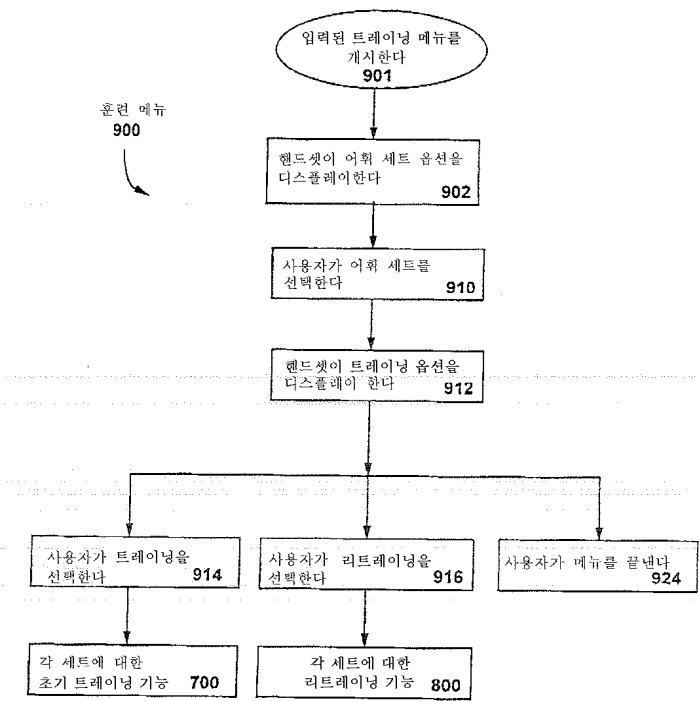 입력된 트레이닝 메뉴를
개시한다
901
훈련 메뉴
900
핸드셋이 어휘 세트 옵션을
디스플레이한다
902
사용자가 어휘 세트를
선택한다
910
핸드셋이 트레이닝 옵션을
디스플레이 한다
912
사용자가 트레이닝을
선택한다 914
사용자가 리트레이닝을
선택한다 916
사용자가 메뉴를 끝낸다
924
각 세트에 대한
초기 트레이닝 기능 700
각 세트에 대한
리트레이닝 기능 800